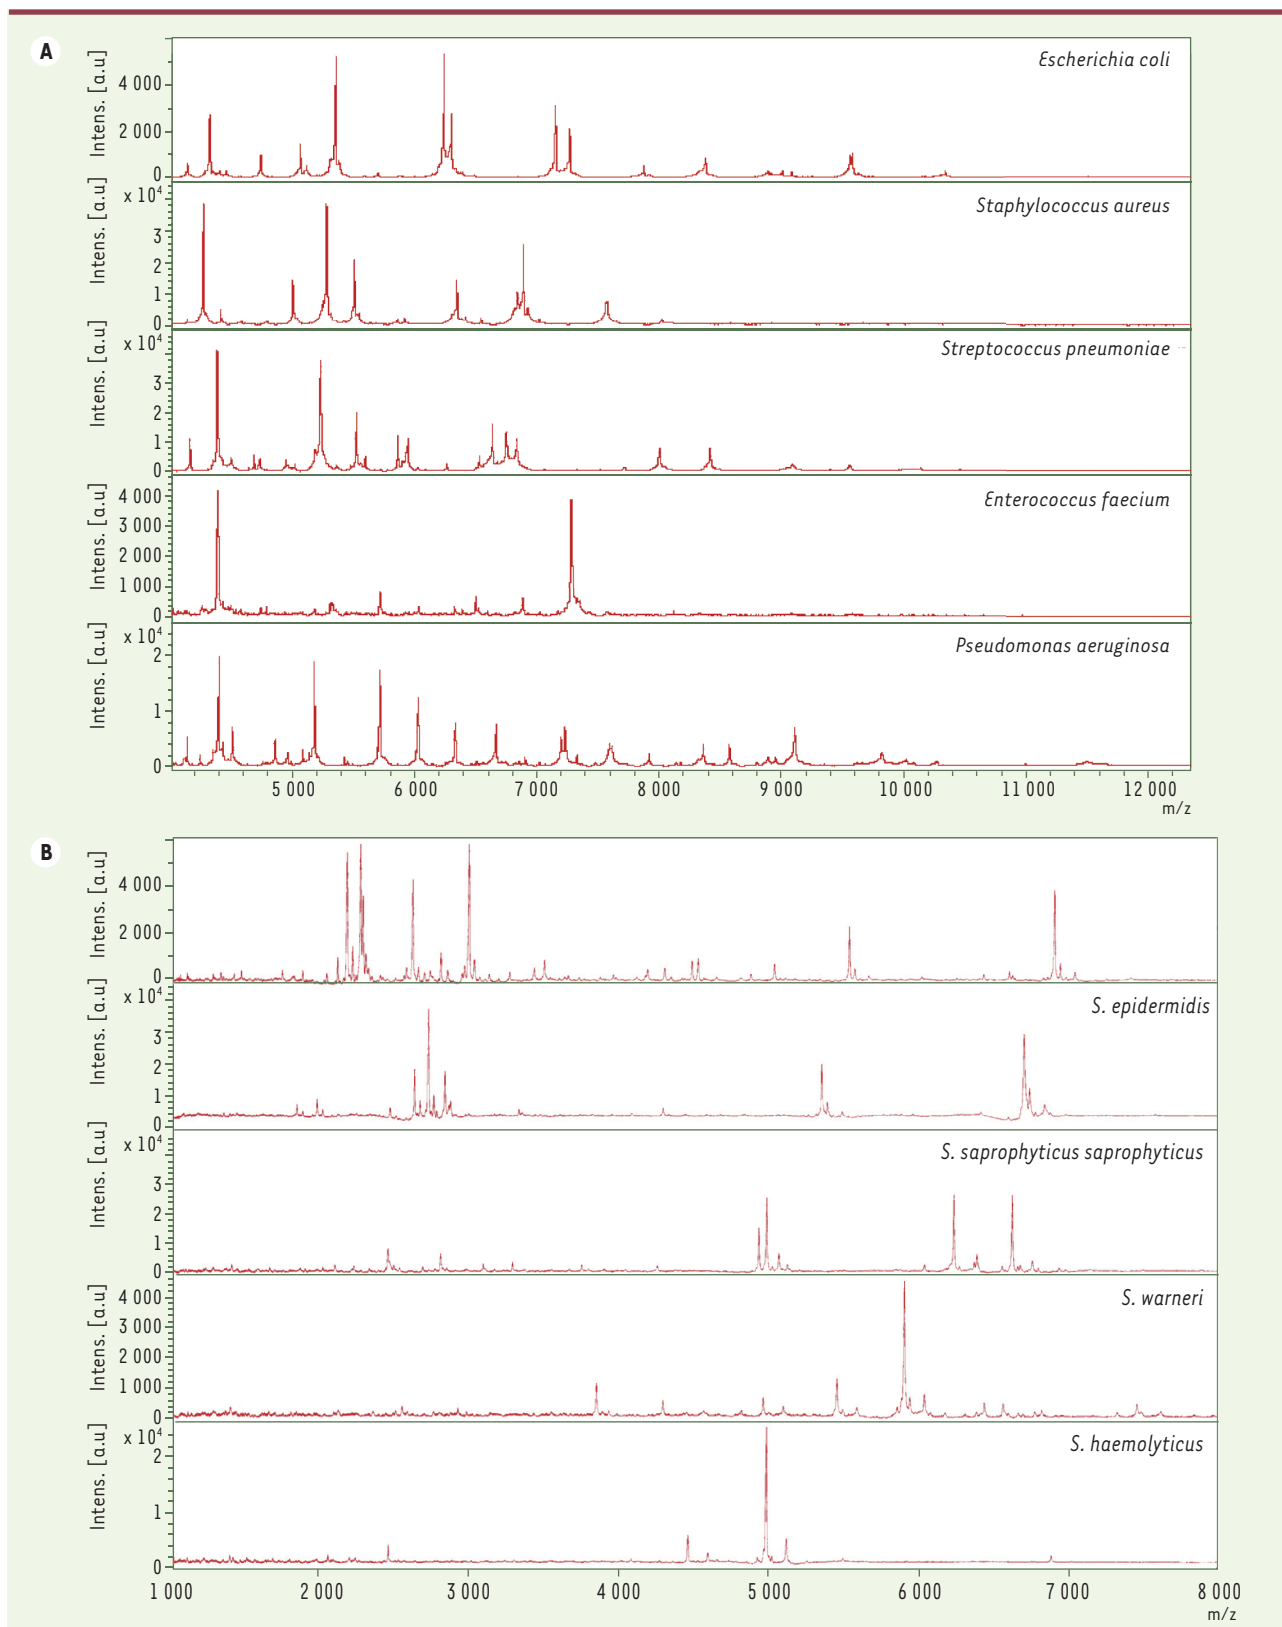 A
Intens. [a.u]
4 000
2 000
0
Escherichia coli
Intens. [a.u]
x 10⁴
3
2
1
0
Staphylococcus aureus
Intens. [a.u]
x 10⁴
3
2
1
0
Streptococcus pneumoniae
Intens. [a.u]
4 000
3 000
2 000
1 000
0
Enterococcus faecium
Intens. [a.u]
x 10⁴
2
1
0
Pseudomonas aeruginosa
5 000 6 000 7 000 8 000 9 000 10 000 11 000 12 000
m/z
B
Intens. [a.u]
4 000
2 000
0
Intens. [a.u]
x 10⁴
3
2
1
0
S. epidermidis
Intens. [a.u]
x 10⁴
3
2
1
0
S. saprophyticus saprophyticus
Intens. [a.u]
4 000
3 000
2 000
1 000
0
S. warneri
Intens. [a.u]
x 10⁴
2
1
0
S. haemolyticus
1 000 2 000 3 000 4 000 5 000 6 000 7 000 8 000
m/z